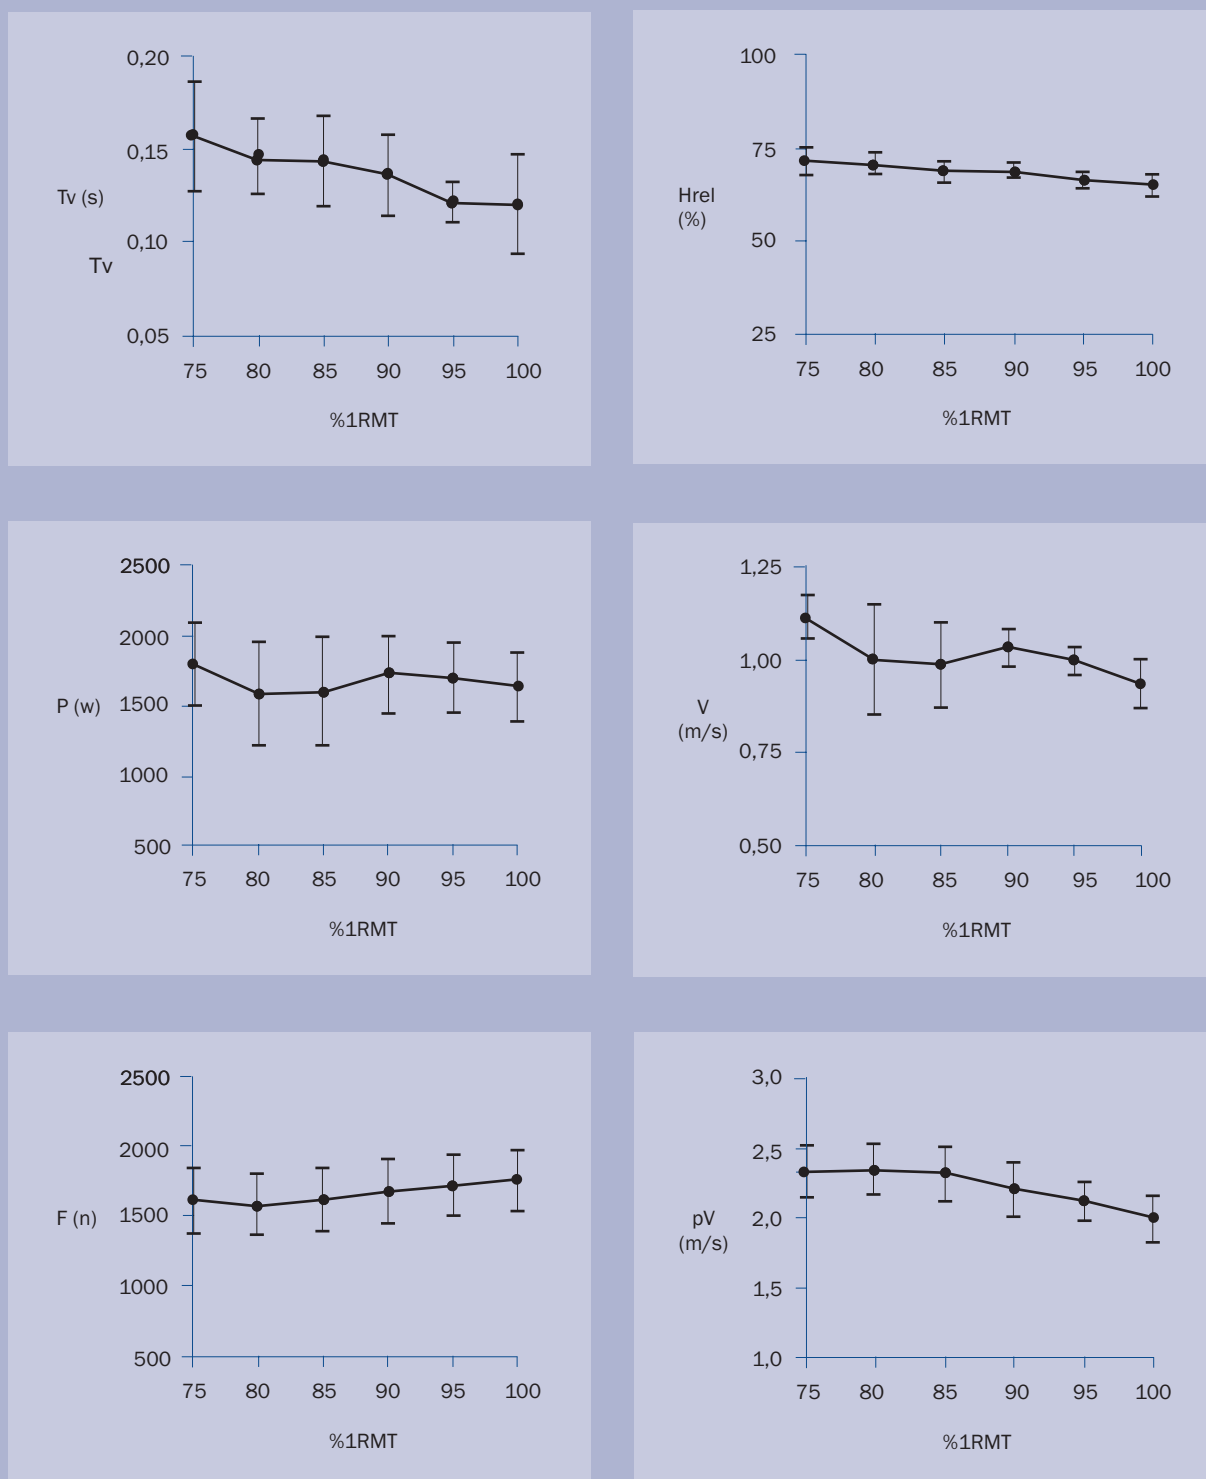 0,20
0,15
Tv (s)
0,10
Tv
0,05
75 80 85 90 95 100
%1RMT
100
75
Hrel
(%)
50
25
75 80 85 90 95 100
%1RMT
2500
2000
P (w)
1500
1000
500
75 80 85 90 95 100
%1RMT
1,25
1,00
V
(m/s)
0,75
0,50
75 80 85 90 95 100
%1RMT
2500
2000
F (n)
1500
1000
500
75 80 85 90 95 100
%1RMT
3,0
2,5
pV
(m/s)
2,0
1,5
1,0
75 80 85 90 95 100
%1RMT